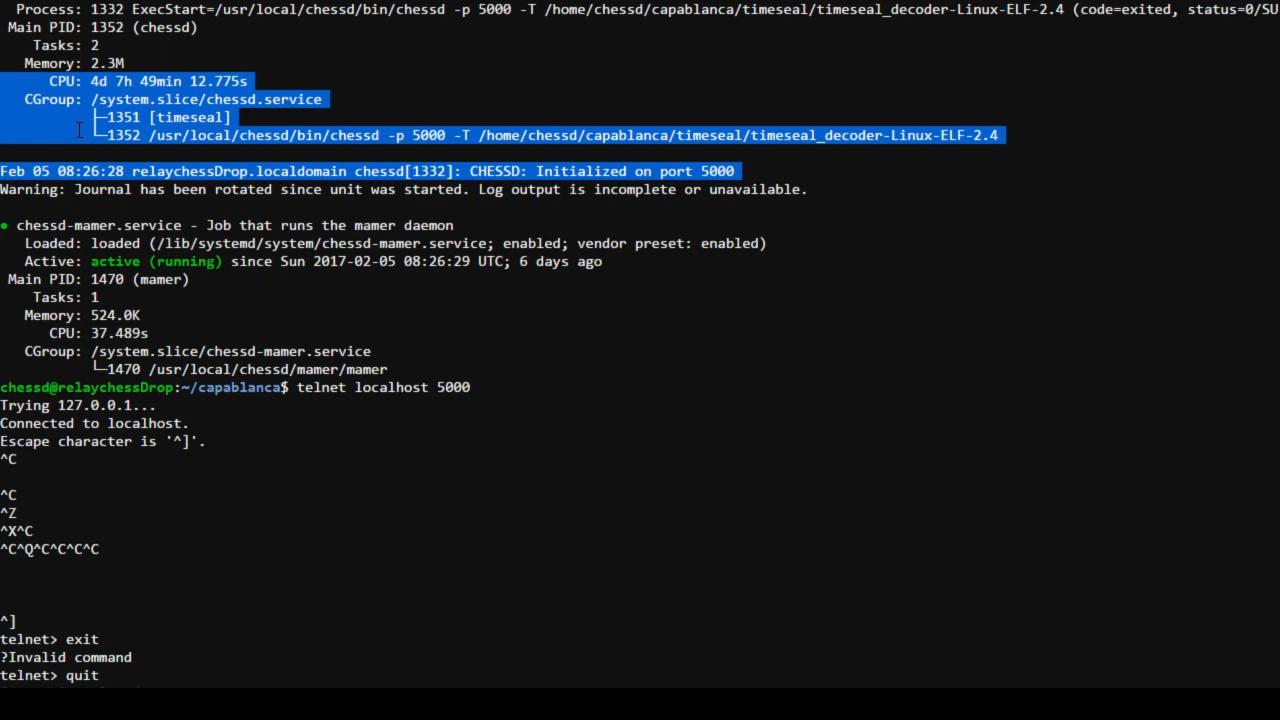 Process: 1332 ExecStart=/usr/local/chessd/bin/chessd -p 5000 -T /home/chessd/capablanca/timeseal/timeseal_decoder-Linux-ELF-2.4 (code=exited, status=0/SU
Main PID: 1352 (chessd)
Tasks: 2
Memory: 2.3M
CPU: 4d 7h 49min 12.775s
CGroup: /system.slice/chessd.service
├─1351 [timeseal]
└─1352 /usr/local/chessd/bin/chessd -p 5000 -T /home/chessd/capablanca/timeseal/timeseal_decoder-Linux-ELF-2.4
Feb 05 08:26:28 relaychessDrop.localdomain chessd[1332]: CHESSD: Initialized on port 5000
Warning: Journal has been rotated since unit was started. Log output is incomplete or unavailable.
● chessd-mamer.service - Job that runs the mamer daemon
Loaded: loaded (/lib/systemd/system/chessd-mamer.service; enabled; vendor preset: enabled)
Active: active (running) since Sun 2017-02-05 08:26:29 UTC; 6 days ago
Main PID: 1470 (mamer)
Tasks: 1
Memory: 524.0K
CPU: 37.489s
CGroup: /system.slice/chessd-mamer.service
└─1470 /usr/local/chessd/mamer/mamer
chessd@relaychessDrop:~/capablanca$ telnet localhost 5000
Trying 127.0.0.1...
Connected to localhost.
Escape character is '^]'.
^C
^C
^Z
^X^C
^C^Q^C^C^C^C
^]
telnet> exit
?Invalid command
telnet> quit